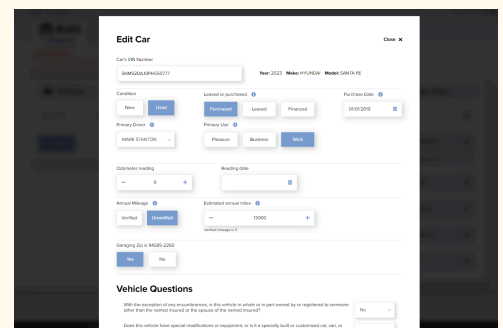 Edit Car
Close ×
Car's VIN Number
Year: 2023 Make: HYUNDAI Model: SANTA FE
Condition
Leased or purchased
Purchase Date
New
Used
Purchased
Leased
Financed
01/01/2015
Primary Driver
Primary Use
MARK STANTON
Pleasure
Business
Work
Odometer reading
Reading date
− 0 +
Annual Mileage
Estimated annual miles
Verified
Unverified
− 13000 +
Verified mileage is 0
Garaging Zip is 94685-2260
Yes
No
Vehicle Questions
With the exception of any encumbrances, is this vehicle in whole or in part owned by or registered to someone
other than the named insured or the spouse of the named insured?
No
Does this vehicle have special modifications or equipment, or is it a specially built or customized car, van, or